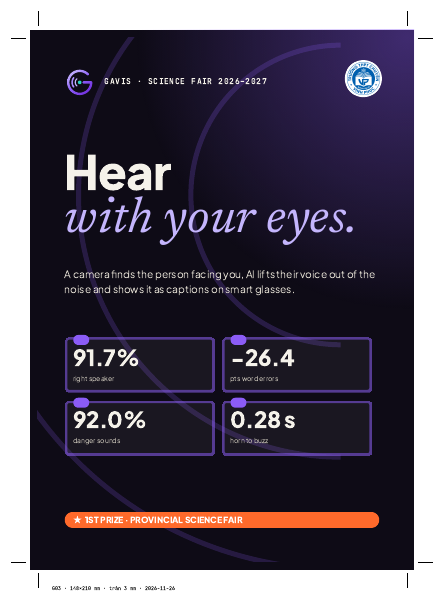 GAVIS · SCIENCE FAIR 2026–2027
Hear
with your eyes.
A camera finds the person facing you, AI lifts their voice out of the
noise and shows it as captions on smart glasses.
91.7%
right speaker
−26.4
pts word errors
92.0%
danger sounds
0.28 s
horn to buzz
★ 1ST PRIZE · PROVINCIAL SCIENCE FAIR
G03 · 148×210 mm · tràn 3 mm · 2026-11-26